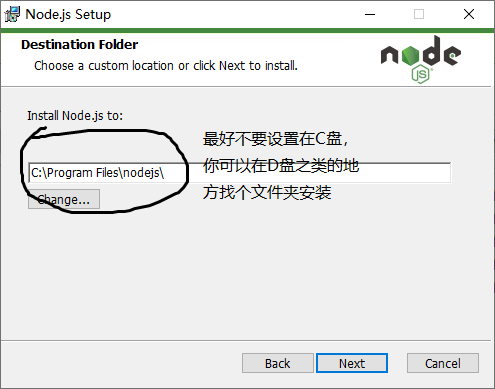 Node.js Setup
Destination Folder
Choose a custom location or click Next to install.
node
JS
Install Node.js to:
最好不要设置在C盘，
你可以在D盘之类的地
方找个文件夹安装
C:\Program Files\nodejs\
Change...
Back
Next
Cancel